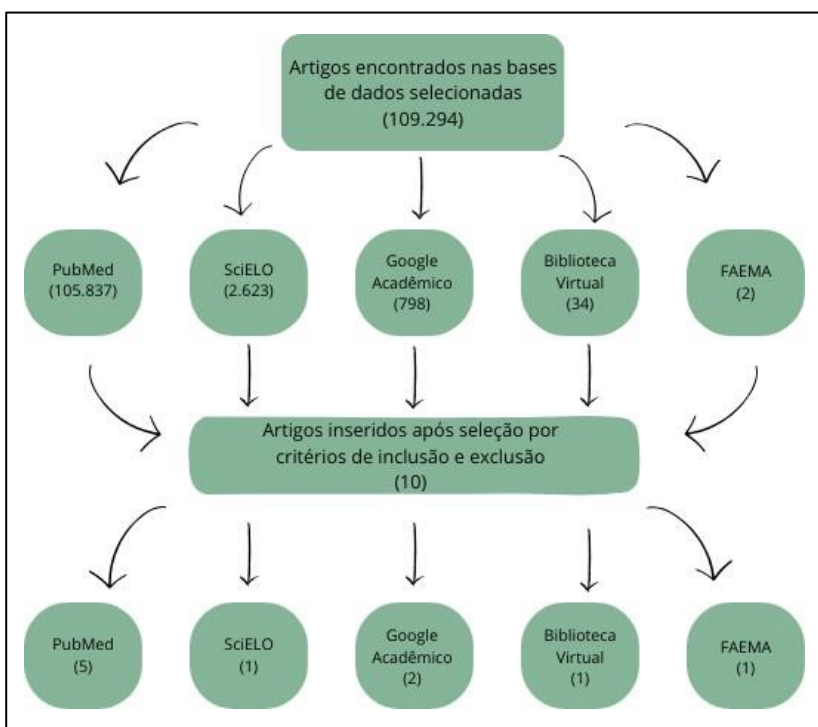 Artigos encontrados nas bases
de dados selecionadas
(109.294)
PubMed
(105.837)
SciELO
(2.623)
Google
Acadêmico
(798)
Biblioteca
Virtual
(34)
FAEMA
(2)
Artigos inseridos após seleção por
critérios de inclusão e exclusão
(10)
PubMed
(5)
SciELO
(1)
Google
Acadêmico
(2)
Biblioteca
Virtual
(1)
FAEMA
(1)